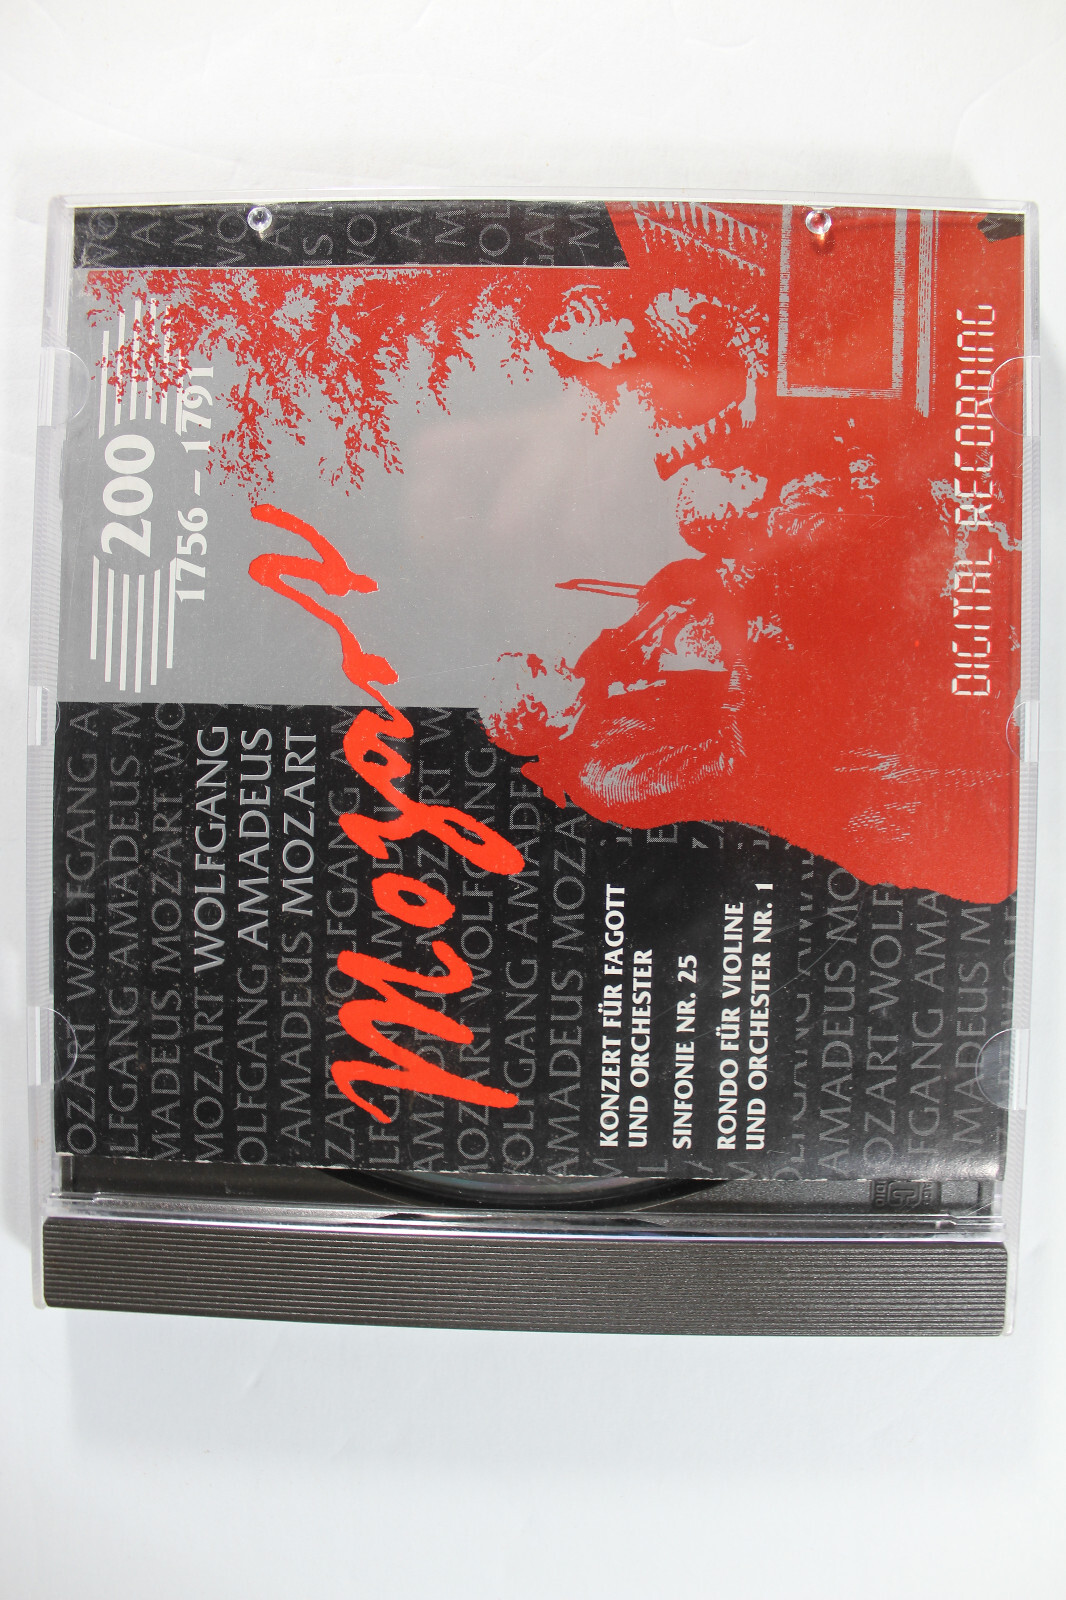 200
1756 – 1791
WOLFGANG
AMADEUS
MOZART
Mozart
KONZERT FÜR FAGOTT
UND ORCHESTER
SINFONIE NR. 25
RONDO FÜR VIOLINE
UND ORCHESTER NR. 1
DIGITAL RECORDING